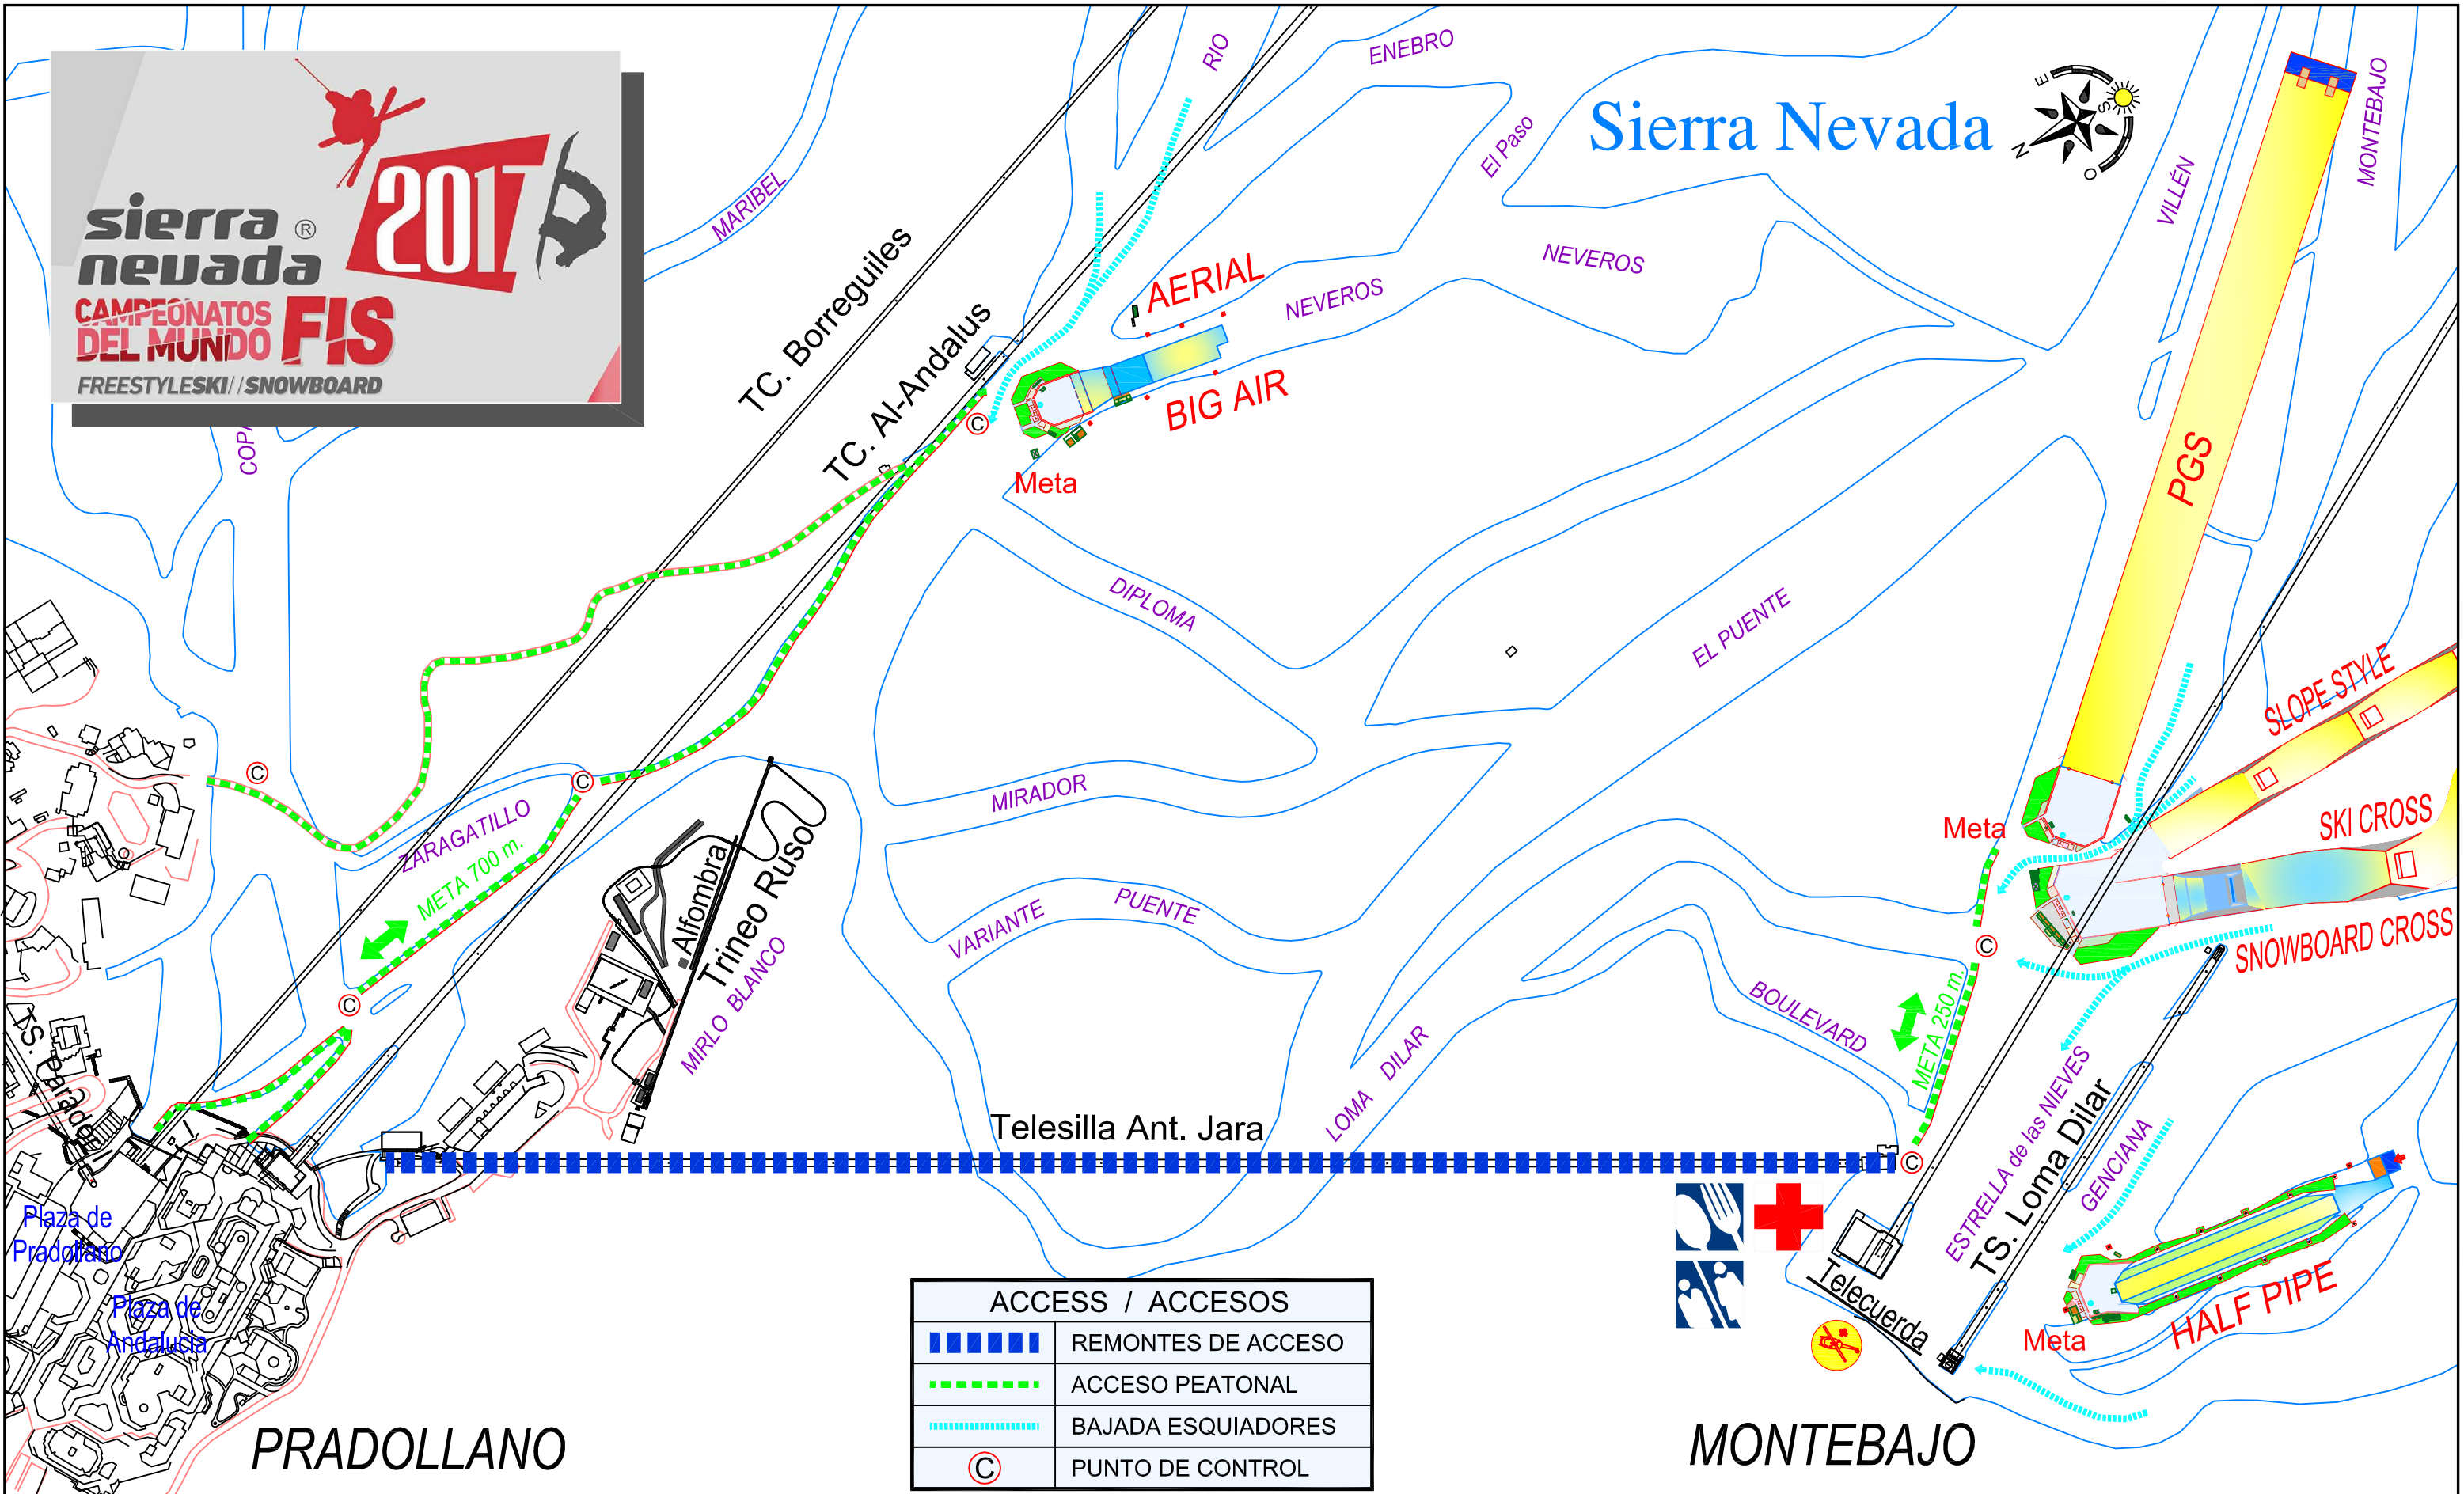 sierra ®
nevada
2017
CAMPEONATOS
DEL MUNDO
FIS
FREESTYLESKI//SNOWBOARD
RIO
ENEBRO
El Paso
Sierra Nevada
E
S
N
O
VILLÉN
MONTEBAJO
MARIBEL
TC. Borreguiles
TC. Al-Andalus
AERIAL
NEVEROS
NEVEROS
BIG AIR
C
Meta
PGS
DIPLOMA
EL PUENTE
SLOPE STYLE
C
C
ZARAGATILLO
META 700 m.
MIRADOR
Meta
SKI CROSS
Alfombra
Trineo Ruso
MIRLO BLANCO
VARIANTE PUENTE
C
SNOWBOARD CROSS
C
BOULEVARD
META 250 m.
TS. Parador
LOMA DILAR
Telesilla Ant. Jara
C
ESTRELLA de las NIEVES
TS. Loma Dilar
GENCIANA
Plaza de
Pradollano
Plaza de
Andalucia
Telecuerda
HALF PIPE
Meta
PRADOLLANO
MONTEBAJO
ACCESS / ACCESOS
REMONTES DE ACCESO
ACCESO PEATONAL
BAJADA ESQUIADORES
C PUNTO DE CONTROL